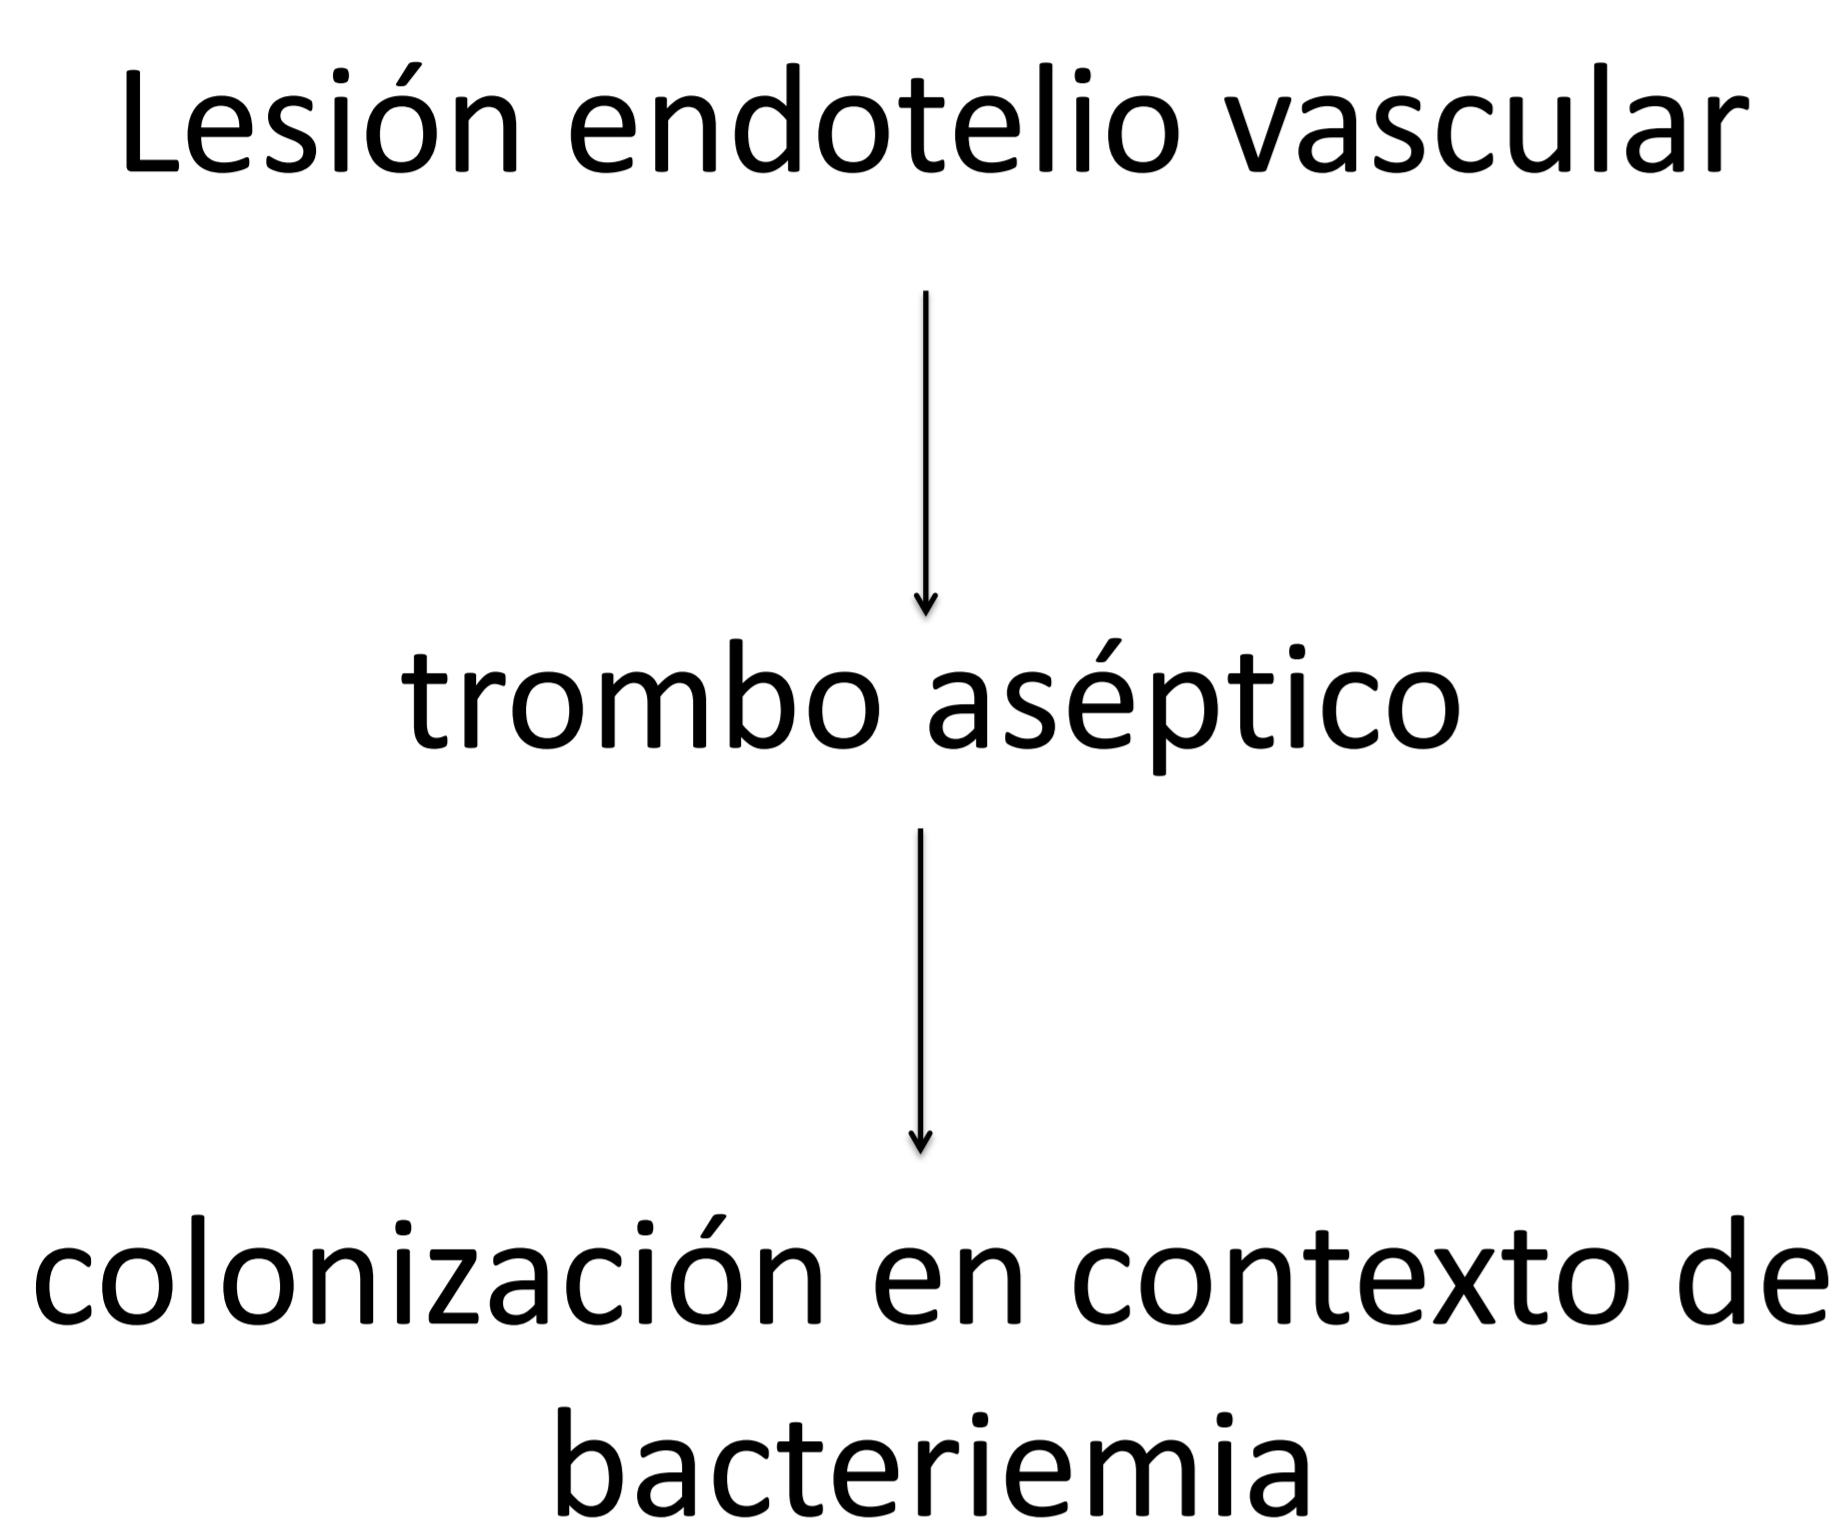 Lesión endotelio vascular
trombo aséptico
colonización en contexto de
bacteriemia